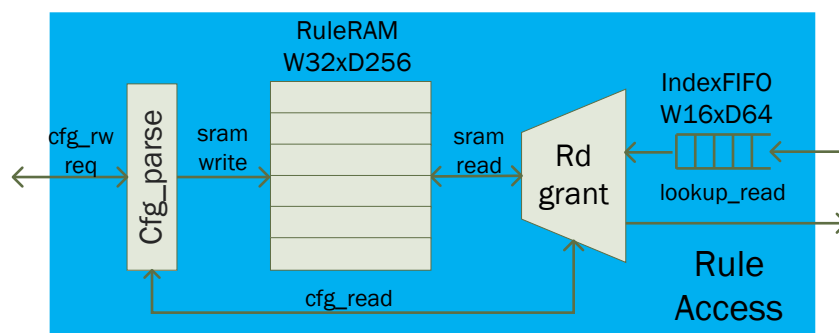 RuleRAM
W32xD256
IndexFIFO
W16xD64
cfg_rw
req
Cfg_parse
sram
write
sram
read
Rd
grant
lookup_read
cfg_read
Rule
Access